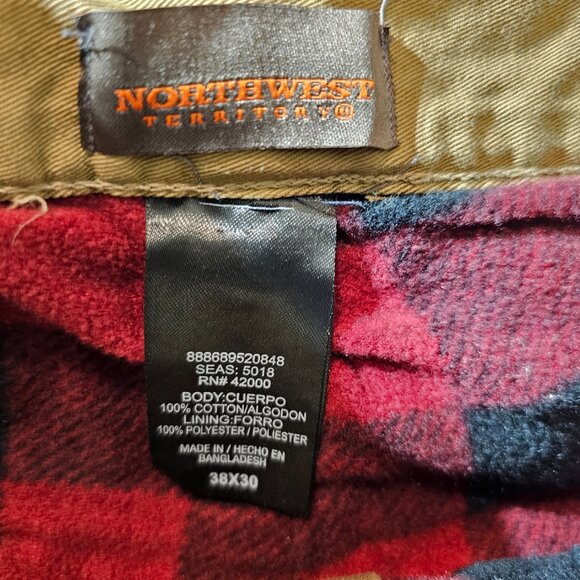 NORTHWEST
TERRITORY
888689520848
SEAS: 5018
RN# 42000
BODY:CUERPO
100% COTTON/ALGODON
LINING:FORRO
100% POLYESTER / POLIESTER
MADE IN / HECHO EN
BANGLADESH
38X30